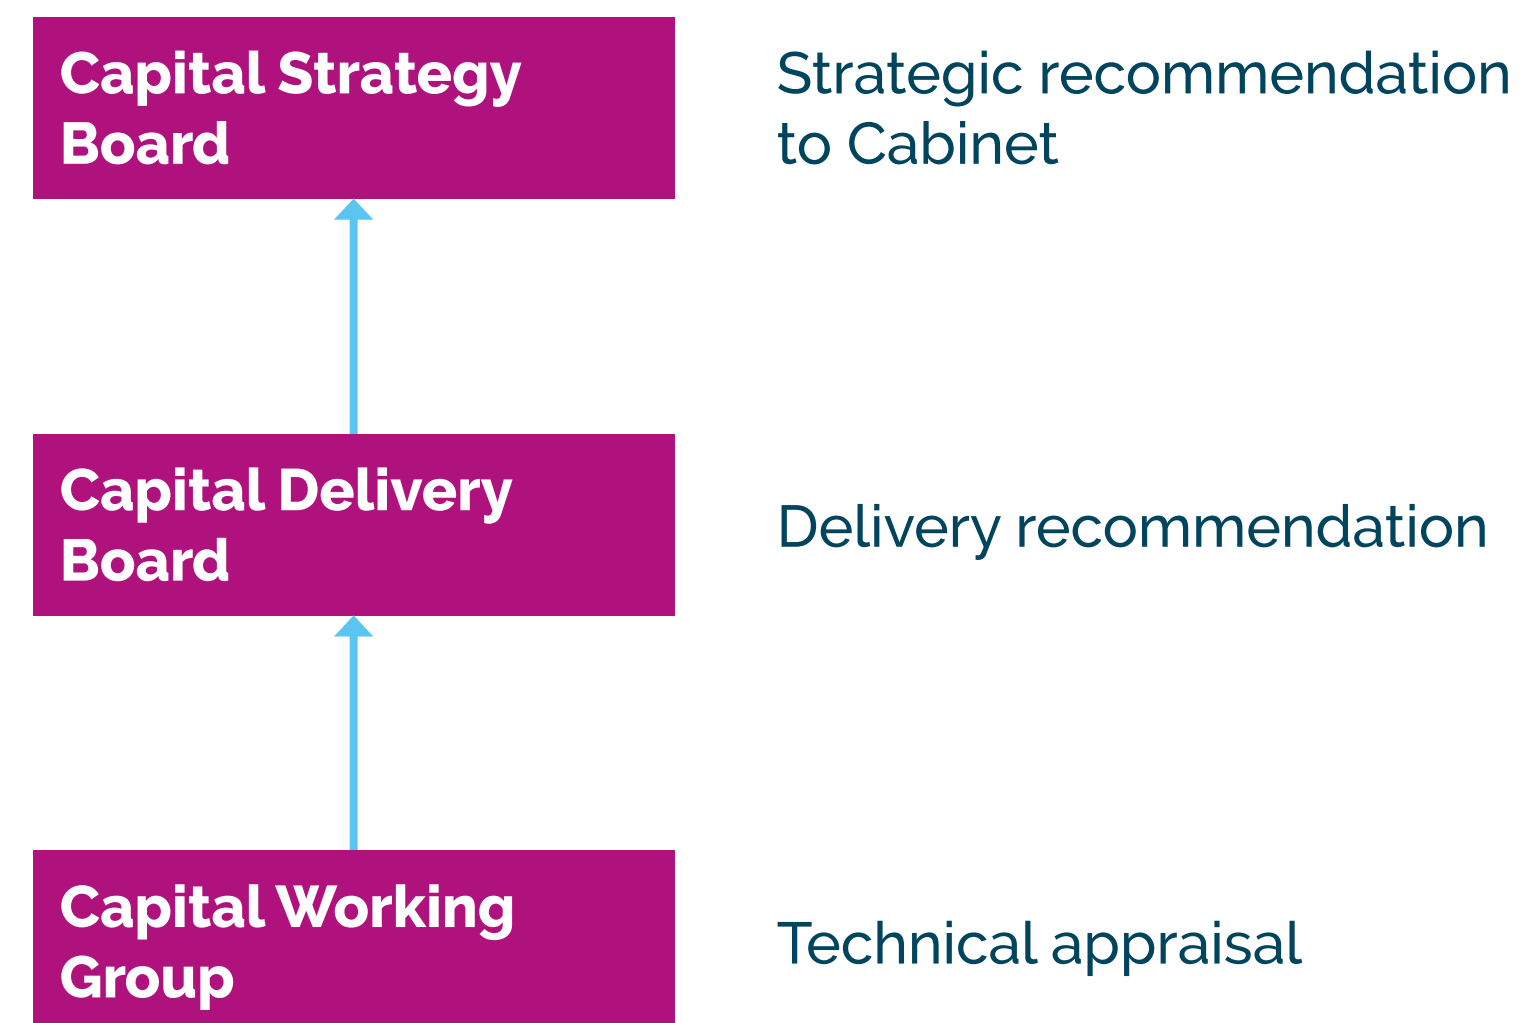 Capital Strategy
Board
Strategic recommendation
to Cabinet
Capital Delivery
Board
Delivery recommendation
Capital Working
Group
Technical appraisal